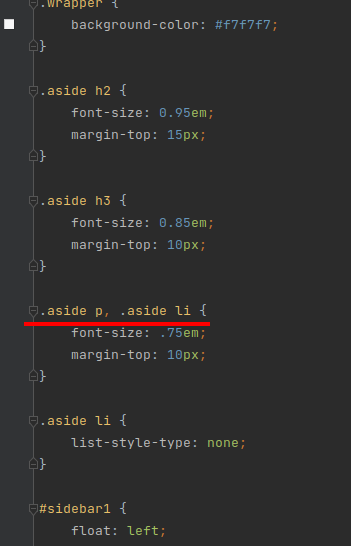 .wrapper {
background-color: #f7f7f7;
}
.aside h2 {
font-size: 0.95em;
margin-top: 15px;
}
.aside h3 {
font-size: 0.85em;
margin-top: 10px;
}
.aside p, .aside li {
font-size: .75em;
margin-top: 10px;
}
.aside li {
list-style-type: none;
}
#sidebar1 {
float: left;